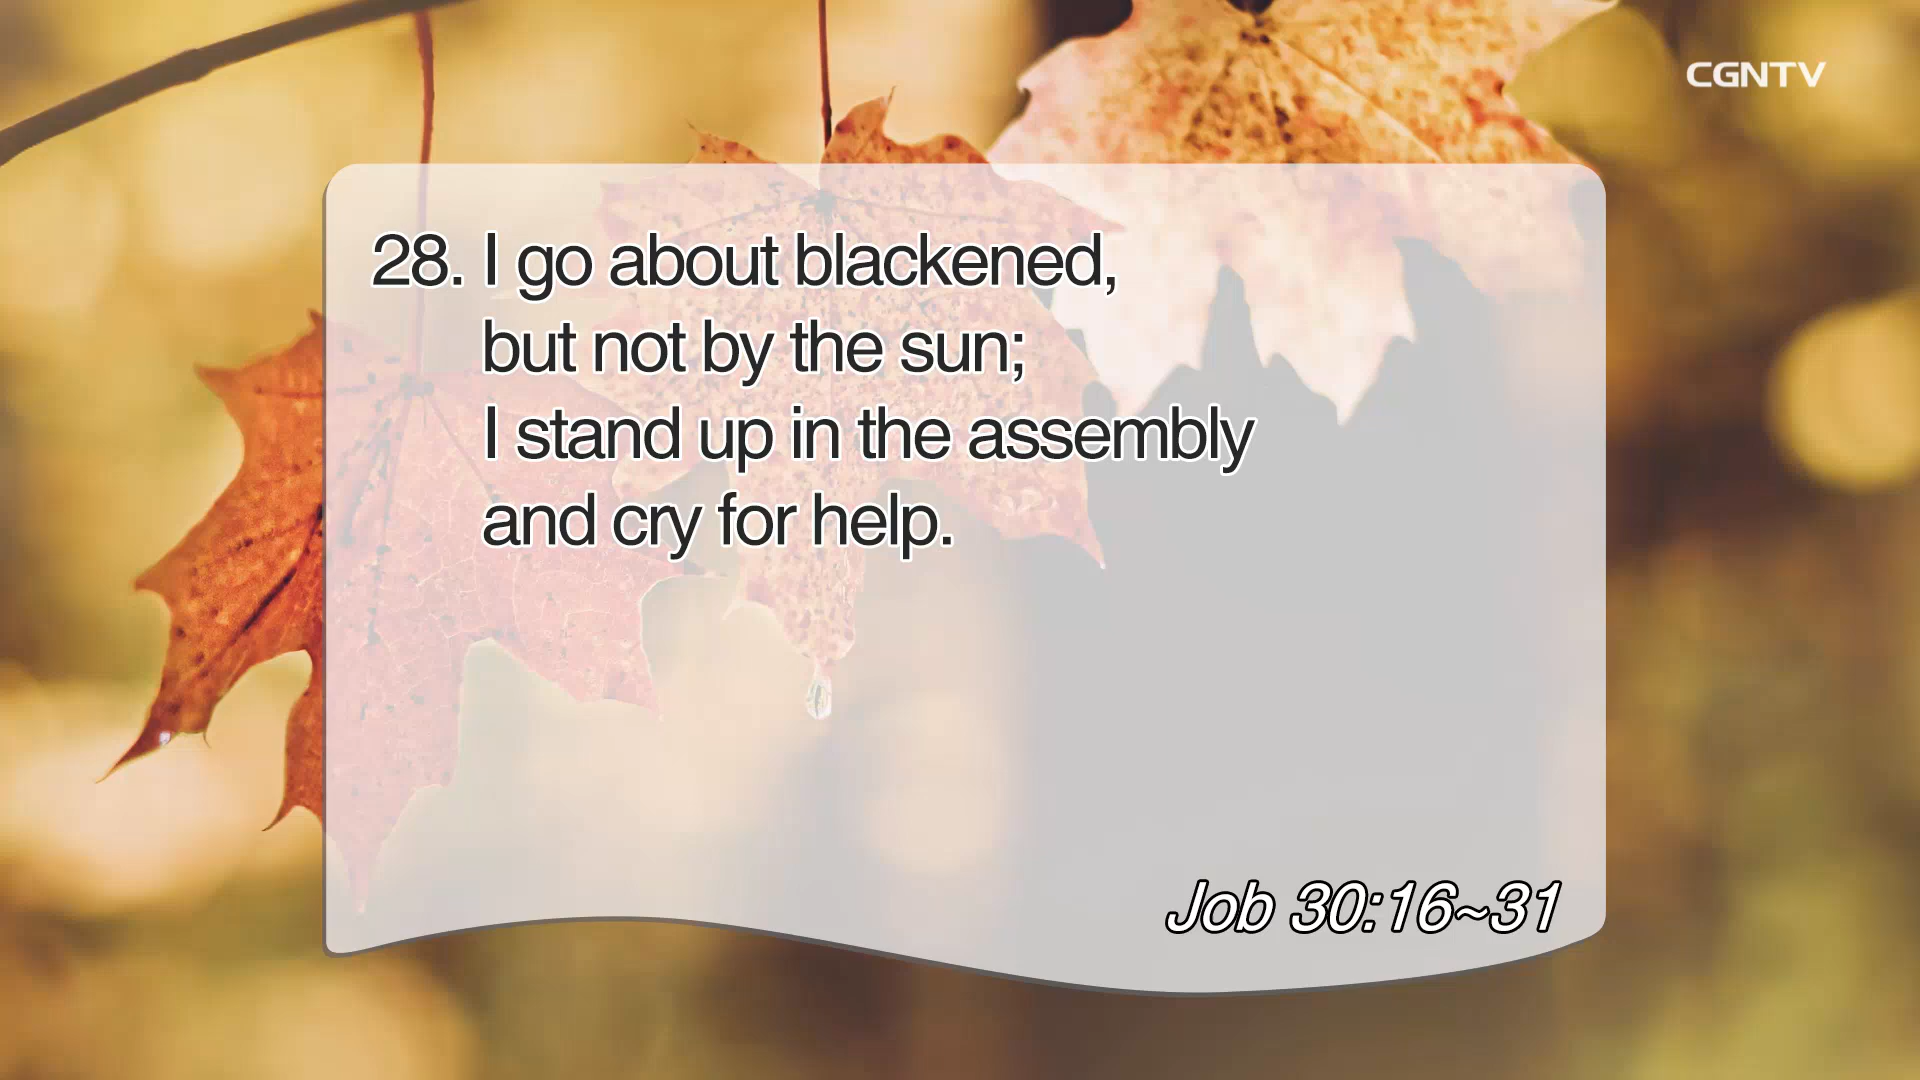 CGNTV
28. I go about blackened,
but not by the sun;
I stand up in the assembly
and cry for help.
Job 30:16~31